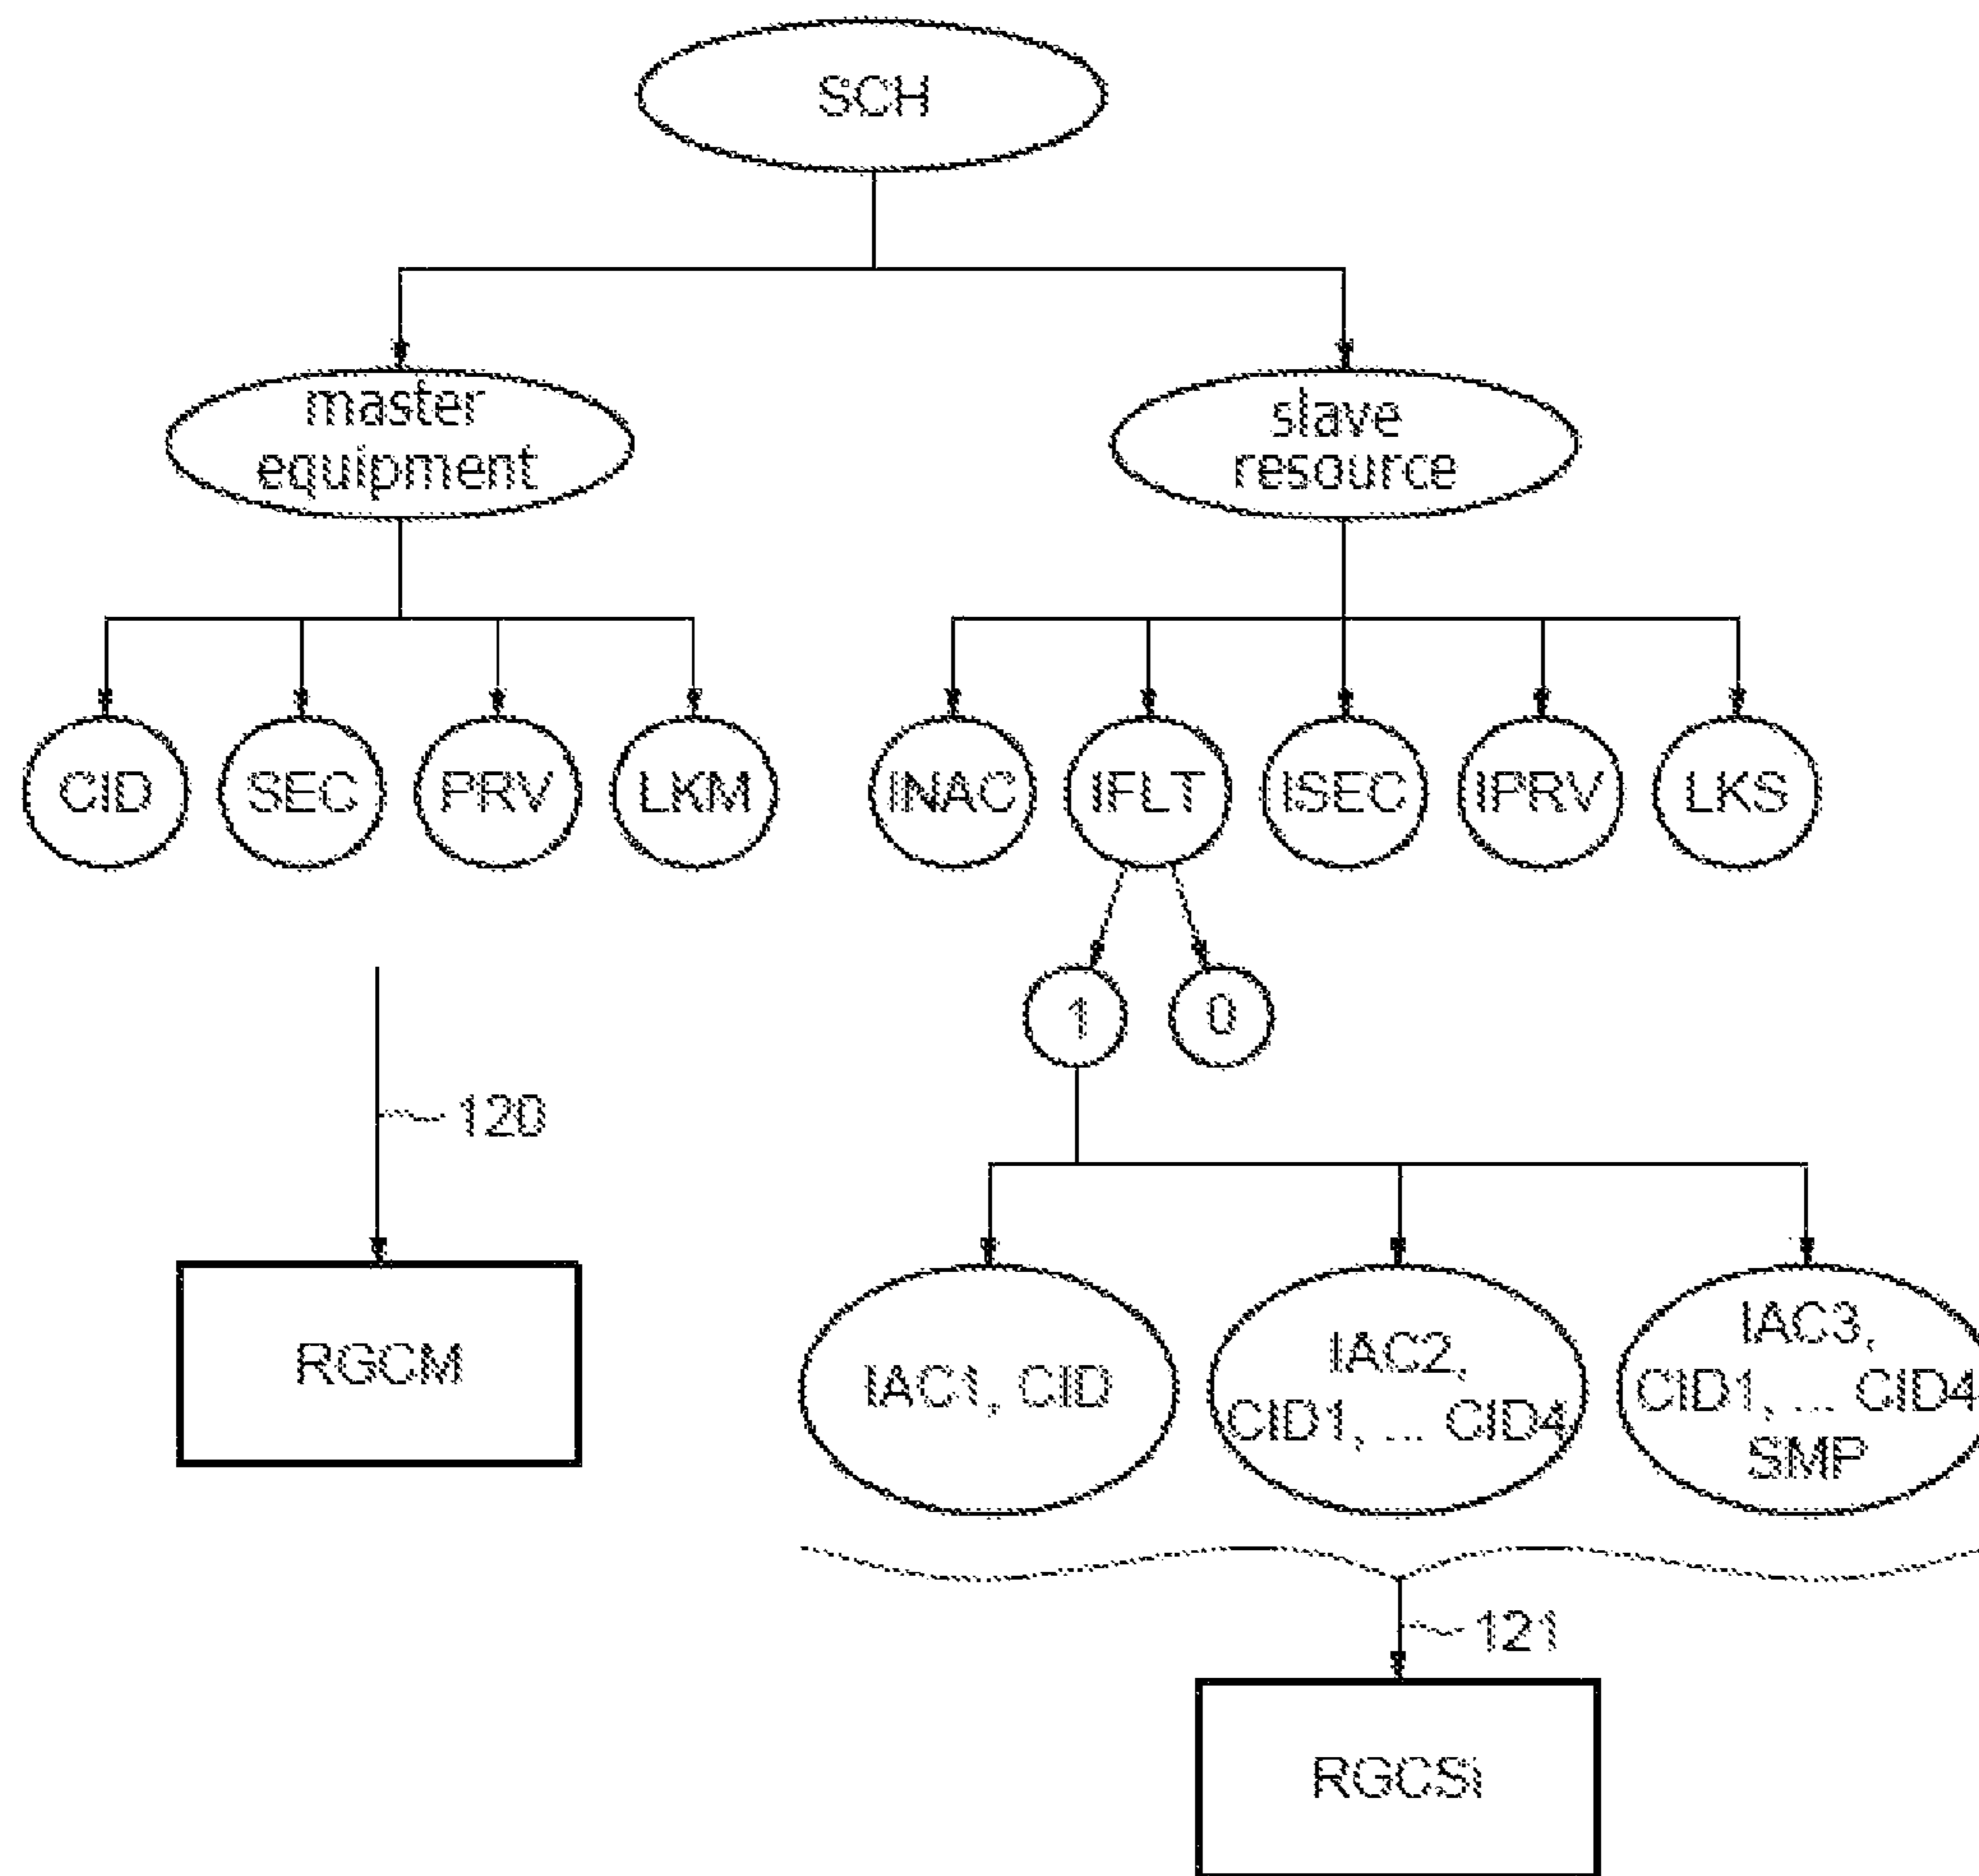 SCH
master
equipment
slave
resource
CID
SEC
PRV
LKM
INAC
IFLT
ISEC
IPRV
LKS
1
0
120
RGCM
IAC1, CID
IAC2,
CID1, ... CID4
IAC3,
CID1, ... CID4
SMP
121
RGCSi